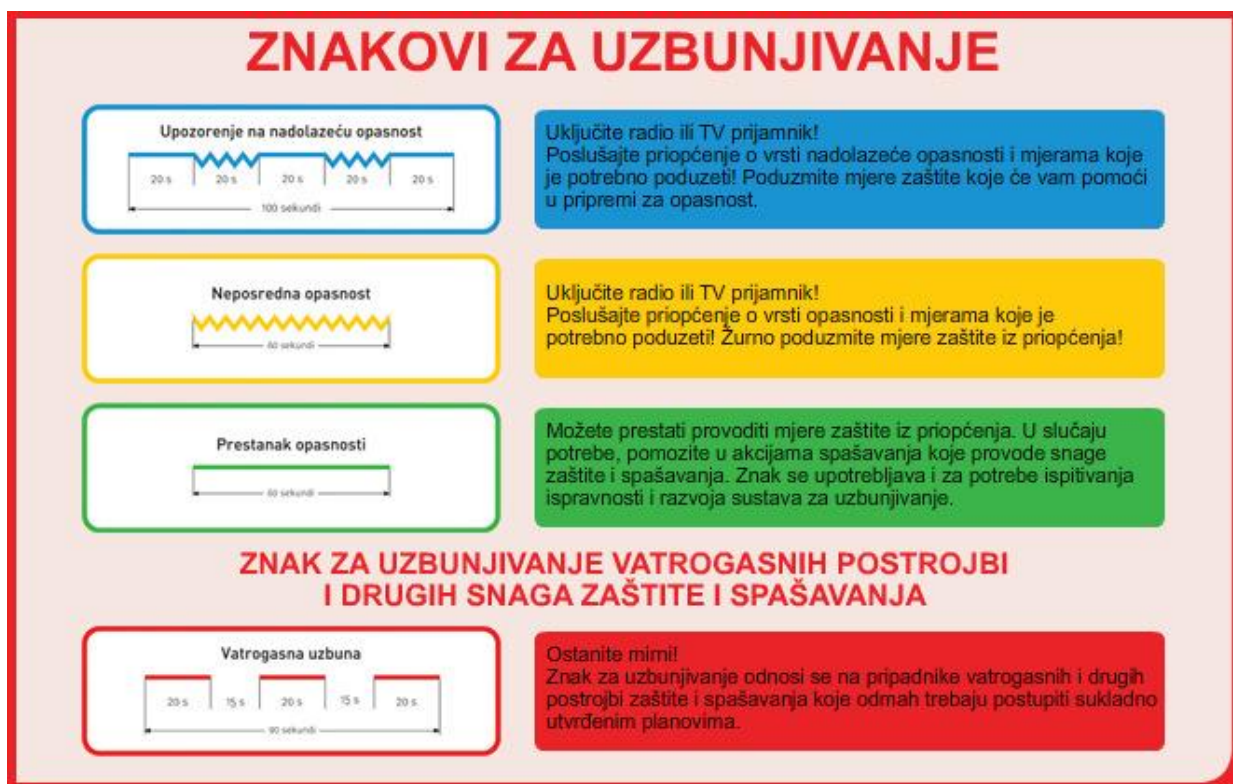 ZNAKOVI ZA UZBUNJIVANJE
Upozorenje na nadolazeću opasnost
20 s 20 s 20 s 20 s 20 s
100 sekundi
Uključite radio ili TV prijamnik!
Poslušajte priopćenje o vrsti nadolazeće opasnosti i mjerama koje
je potrebno poduzeti! Poduzmite mjere zaštite koje će vam pomoći
u pripremi za opasnost.
Neposredna opasnost
60 sekundi
Uključite radio ili TV prijamnik!
Poslušajte priopćenje o vrsti opasnosti i mjerama koje je
potrebno poduzeti! Žurno poduzmite mjere zaštite iz priopćenja!
Prestanak opasnosti
60 sekundi
Možete prestati provoditi mjere zaštite iz priopćenja. U slučaju
potrebe, pomozite u akcijama spašavanja koje provode snage
zaštite i spašavanja. Znak se upotrebljava i za potrebe ispitivanja
ispravnosti i razvoja sustava za uzbunjivanje.
ZNAK ZA UZBUNJIVANJE VATROGASNIH POSTROJBI
I DRUGIH SNAGA ZAŠTITE I SPAŠAVANJA
Vatrogasna uzbuna
20 s 15 s 20 s 15 s 20 s
90 sekundi
Ostanite mirni!
Znak za uzbunjivanje odnosi se na pripadnike vatrogasnih i drugih
postrojbi zaštite i spašavanja koje odmah trebaju postupiti sukladno
utvrđenim planovima.